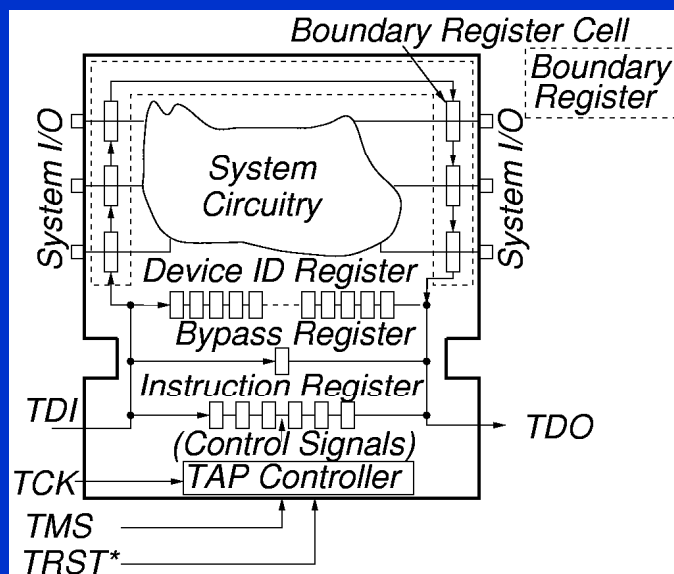 Boundary Register Cell
Boundary
Register
System I/O
System I/O
System
Circuitry
Device ID Register
Bypass Register
Instruction Register
TDI
TDO
(Control Signals)
TCK
TAP Controller
TMS
TRST*